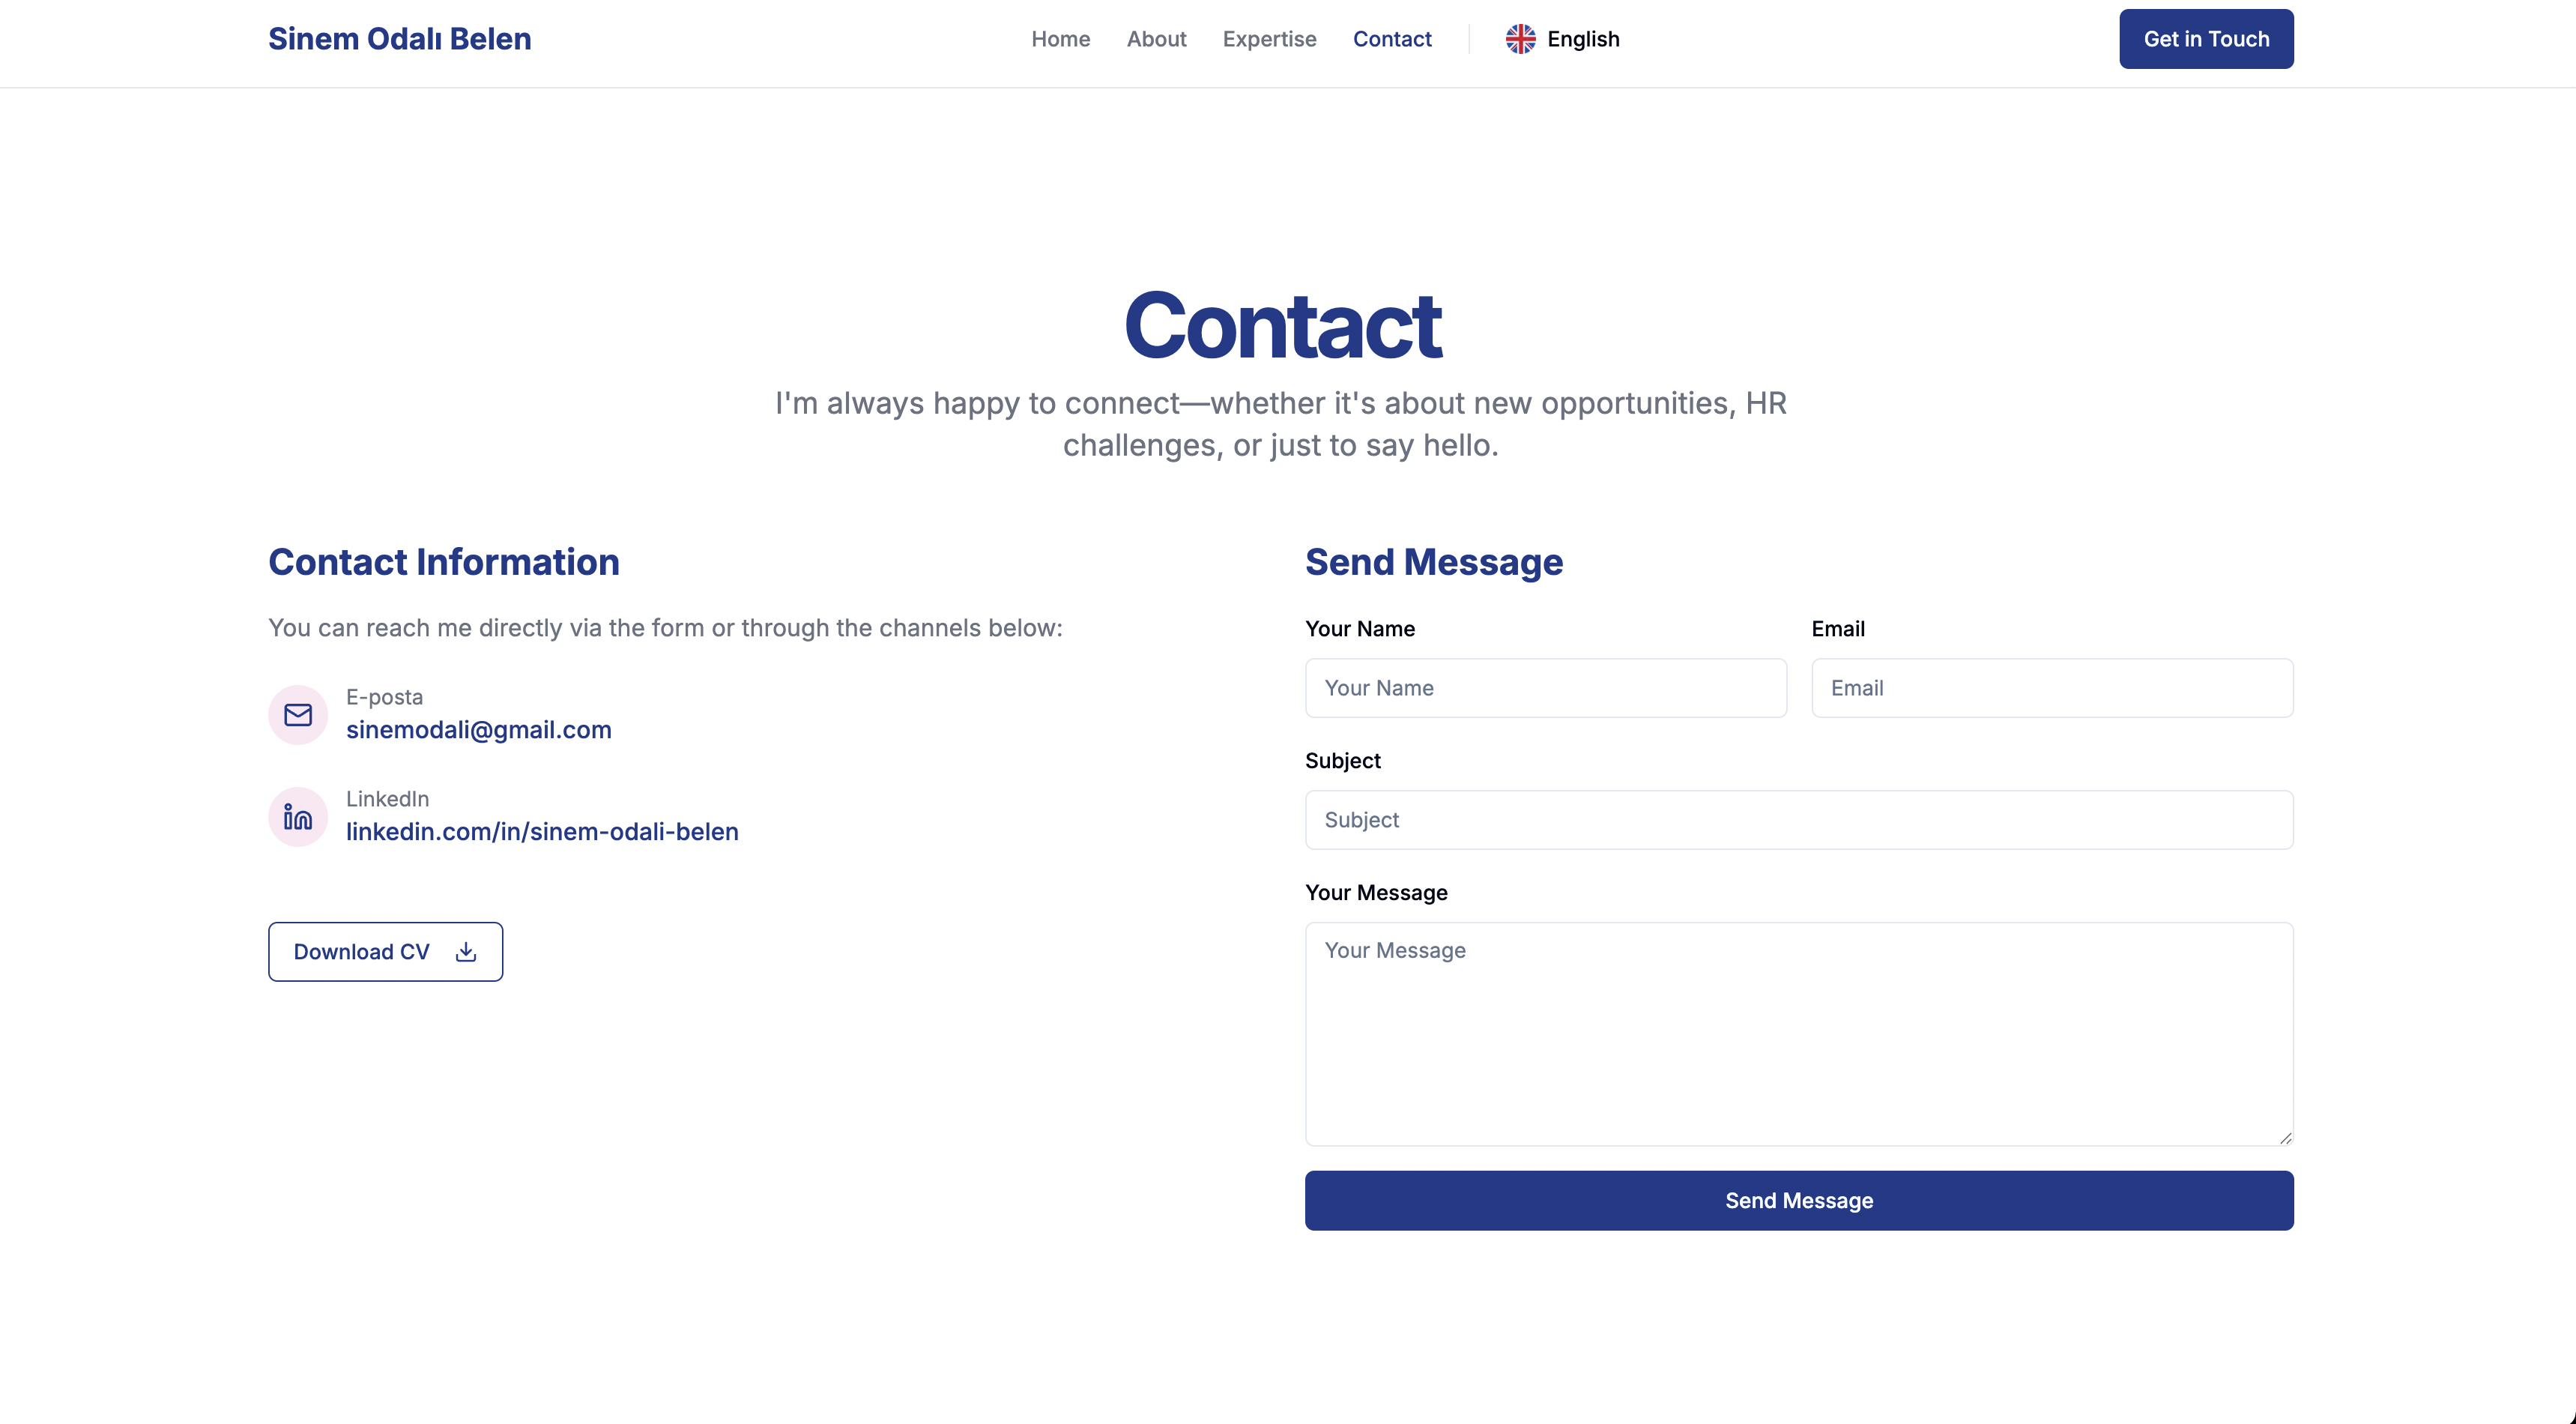 Sinem Odalı Belen
Home
About
Expertise
Contact
English
Get in Touch
Contact
I'm always happy to connect—whether it's about new opportunities, HR
challenges, or just to say hello.
Contact Information
You can reach me directly via the form or through the channels below:
E-posta
sinemodali@gmail.com
LinkedIn
linkedin.com/in/sinem-odali-belen
Download CV
Send Message
Your Name
Email
Your Name
Email
Subject
Subject
Your Message
Your Message
Send Message